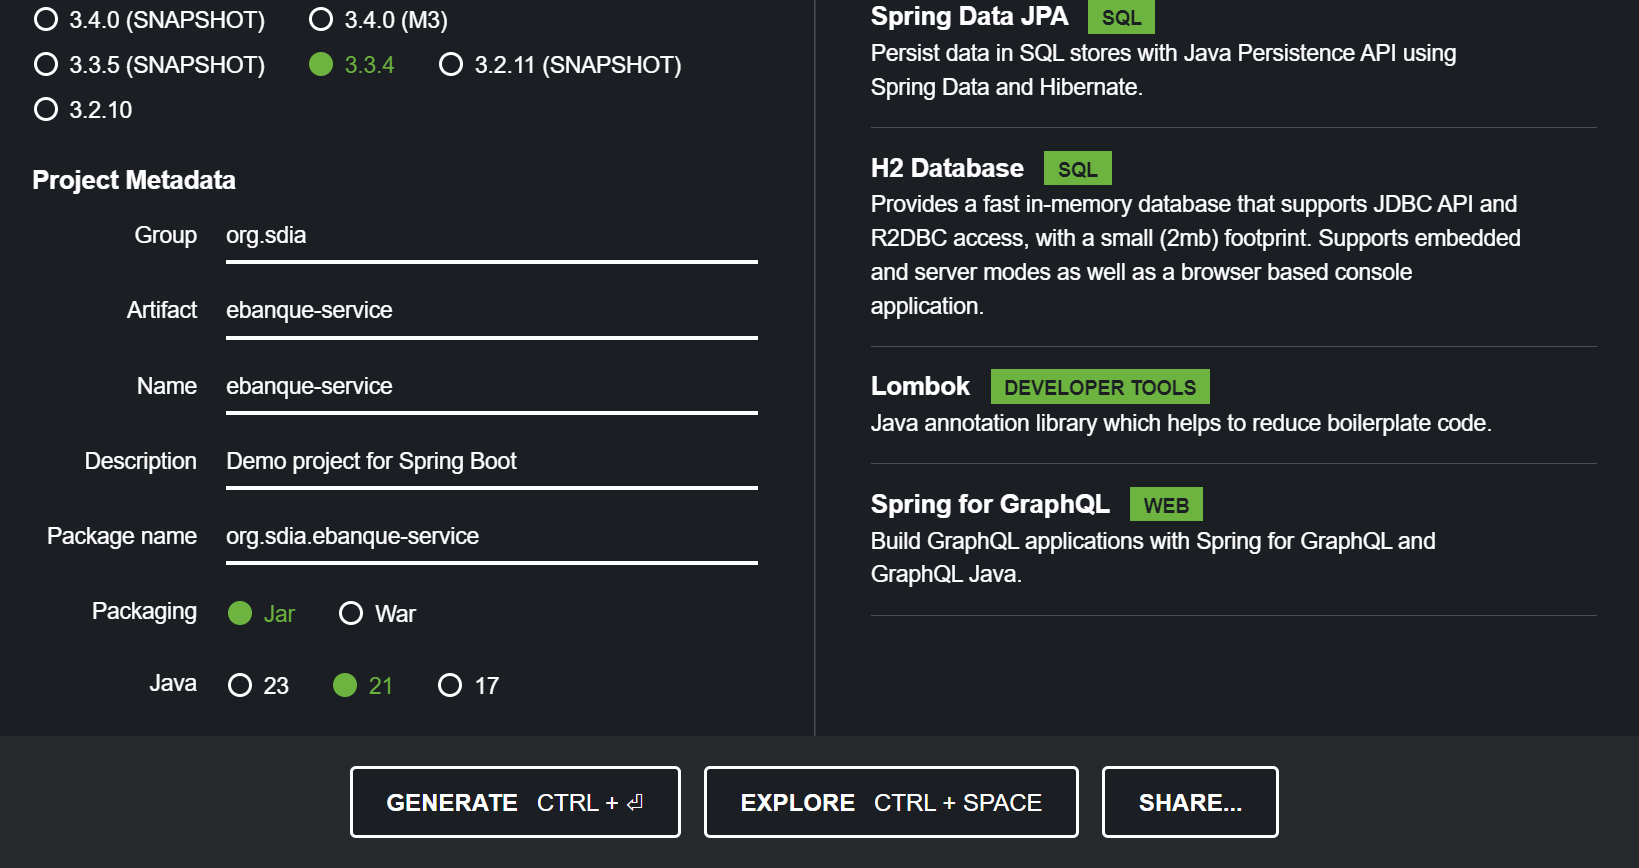 3.4.0 (SNAPSHOT) 3.4.0 (M3)
3.3.5 (SNAPSHOT) 3.3.4 3.2.11 (SNAPSHOT)
3.2.10
Project Metadata
Group org.sdia
Artifact ebanque-service
Name ebanque-service
Description Demo project for Spring Boot
Package name org.sdia.ebanque-service
Packaging Jar War
Java 23 21 17
Spring Data JPA SQL
Persist data in SQL stores with Java Persistence API using
Spring Data and Hibernate.
H2 Database SQL
Provides a fast in-memory database that supports JDBC API and
R2DBC access, with a small (2mb) footprint. Supports embedded
and server modes as well as a browser based console
application.
Lombok DEVELOPER TOOLS
Java annotation library which helps to reduce boilerplate code.
Spring for GraphQL WEB
Build GraphQL applications with Spring for GraphQL and
GraphQL Java.
GENERATE CTRL + ⏎ EXPLORE CTRL + SPACE SHARE...